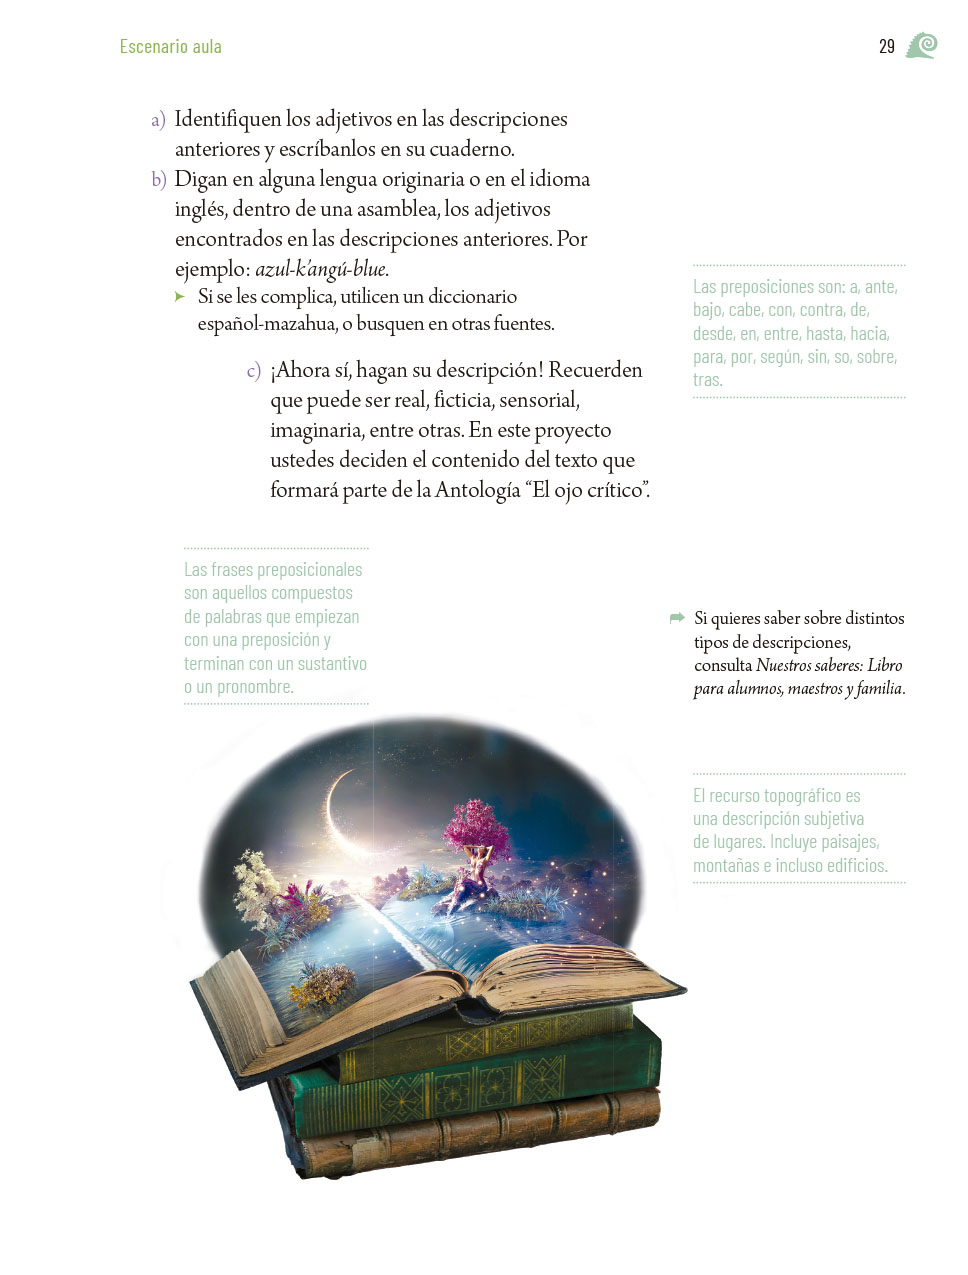 Escenario aula
29
a) Identifiquen los adjetivos en las descripciones
anteriores y escríbanlos en su cuaderno.
b) Digan en alguna lengua originaria o en el idioma
inglés, dentro de una asamblea, los adjetivos
encontrados en las descripciones anteriores. Por
ejemplo: azul-k’angú-blue.
➤ Si se les complica, utilicen un diccionario
español-mazahua, o busquen en otras fuentes.
Las preposiciones son: a, ante,
bajo, cabe, con, contra, de,
desde, en, entre, hasta, hacia,
para, por, según, sin, so, sobre,
tras.
c) ¡Ahora sí, hagan su descripción! Recuerden
que puede ser real, ficticia, sensorial,
imaginaria, entre otras. En este proyecto
ustedes deciden el contenido del texto que
formará parte de la Antología “El ojo crítico”.
Las frases preposicionales
son aquellos compuestos
de palabras que empiezan
con una preposición y
terminan con un sustantivo
o un pronombre.
Si quieres saber sobre distintos
tipos de descripciones,
consulta Nuestros saberes: Libro
para alumnos, maestros y familia.
El recurso topográfico es
una descripción subjetiva
de lugares. Incluye paisajes,
montañas e incluso edificios.